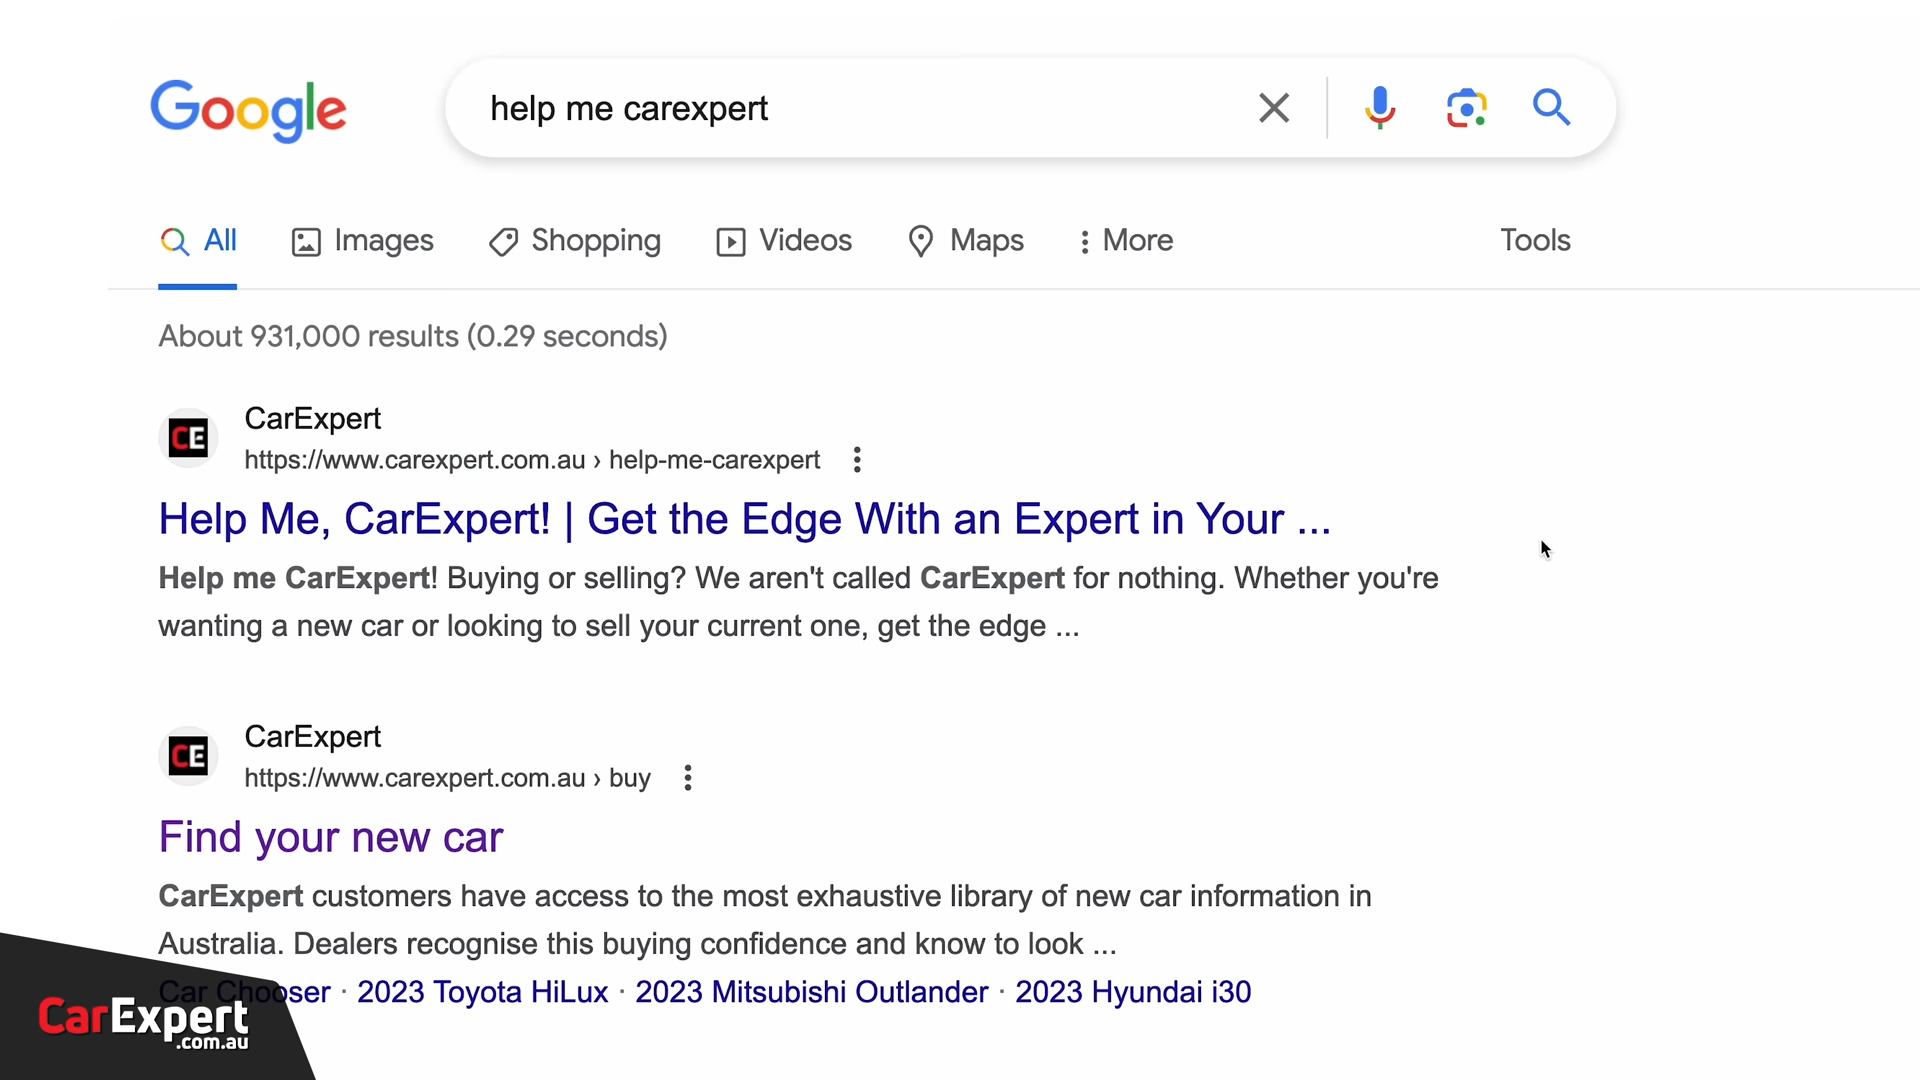 Google
help me carexpert
All Images Shopping Videos Maps More Tools
About 931,000 results (0.29 seconds)
CE
CarExpert
https://www.carexpert.com.au › help-me-carexpert
Help Me, CarExpert! | Get the Edge With an Expert in Your ...
Help me CarExpert! Buying or selling? We aren't called CarExpert for nothing. Whether you're
wanting a new car or looking to sell your current one, get the edge ...
CE
CarExpert
https://www.carexpert.com.au › buy
Find your new car
CarExpert customers have access to the most exhaustive library of new car information in
Australia. Dealers recognise this buying confidence and know to look ...
Car Chooser · 2023 Toyota HiLux · 2023 Mitsubishi Outlander · 2023 Hyundai i30
CarExpert
.com.au